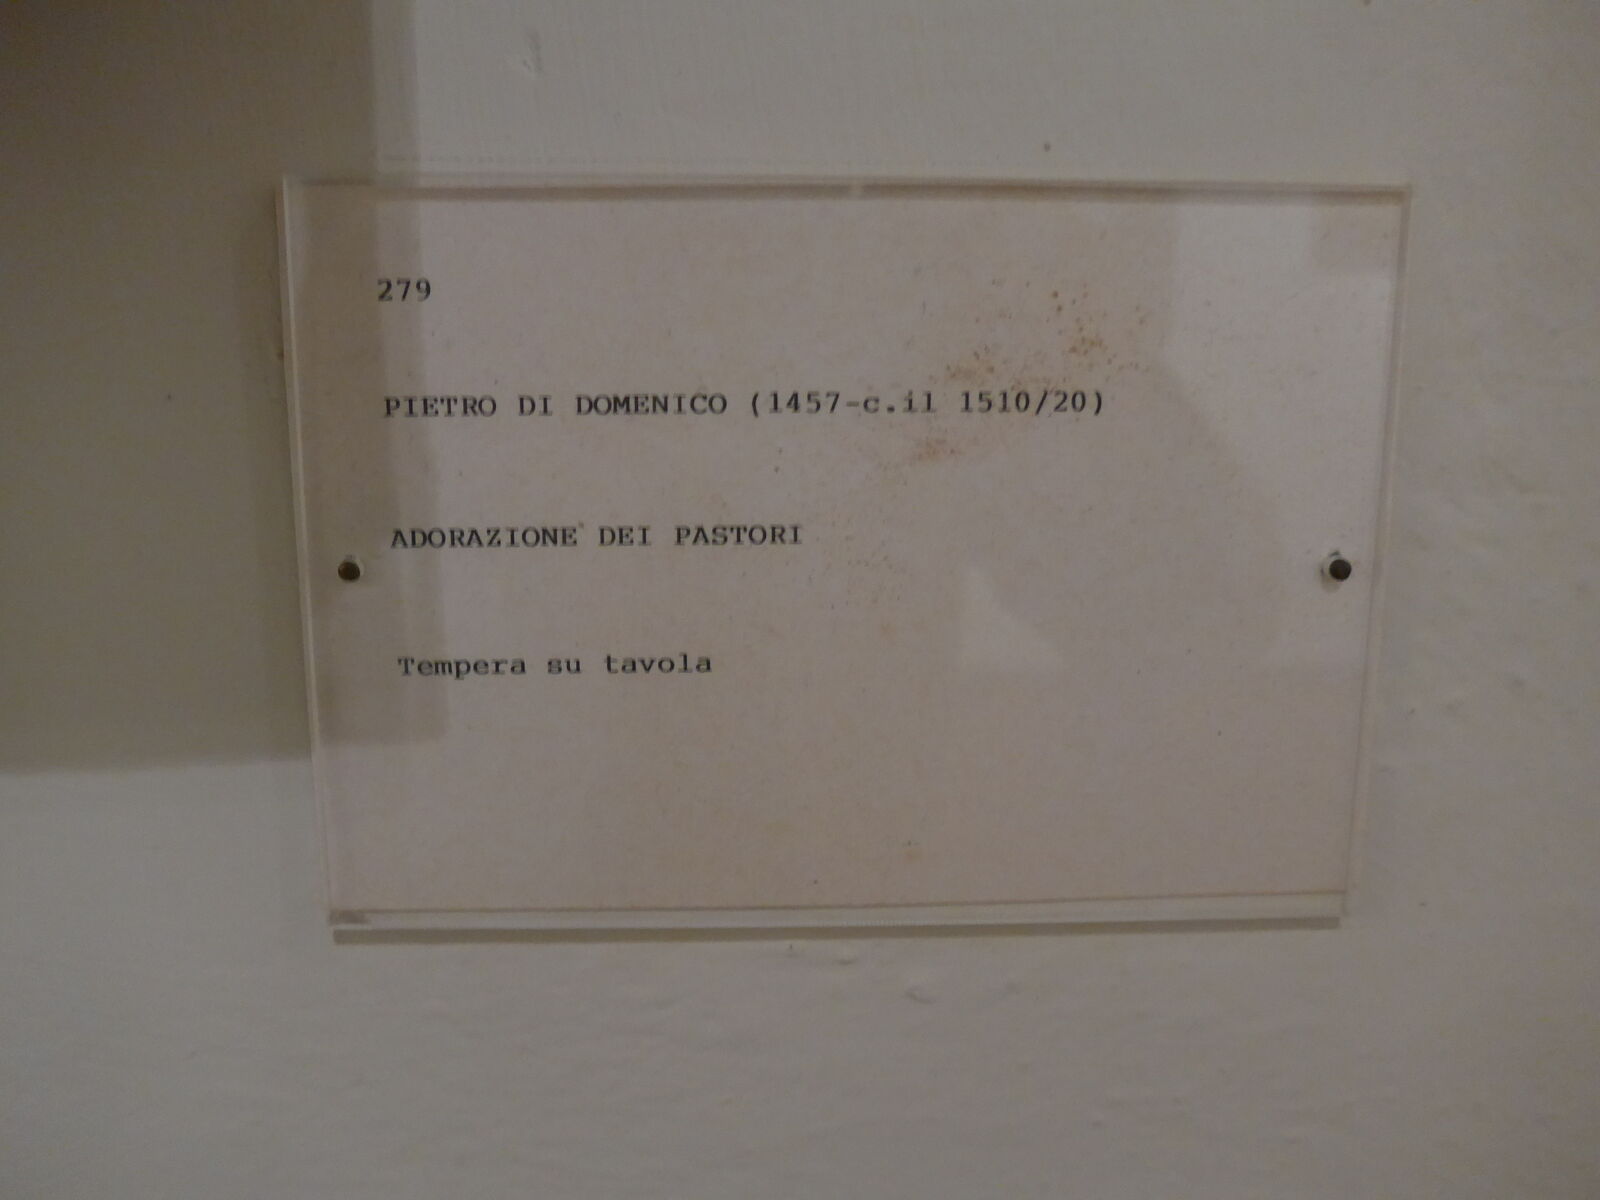 279
PIETRO DI DOMENICO (1457-c.il 1510/20)
ADORAZIONE DEI PASTORI
Tempera su tavola